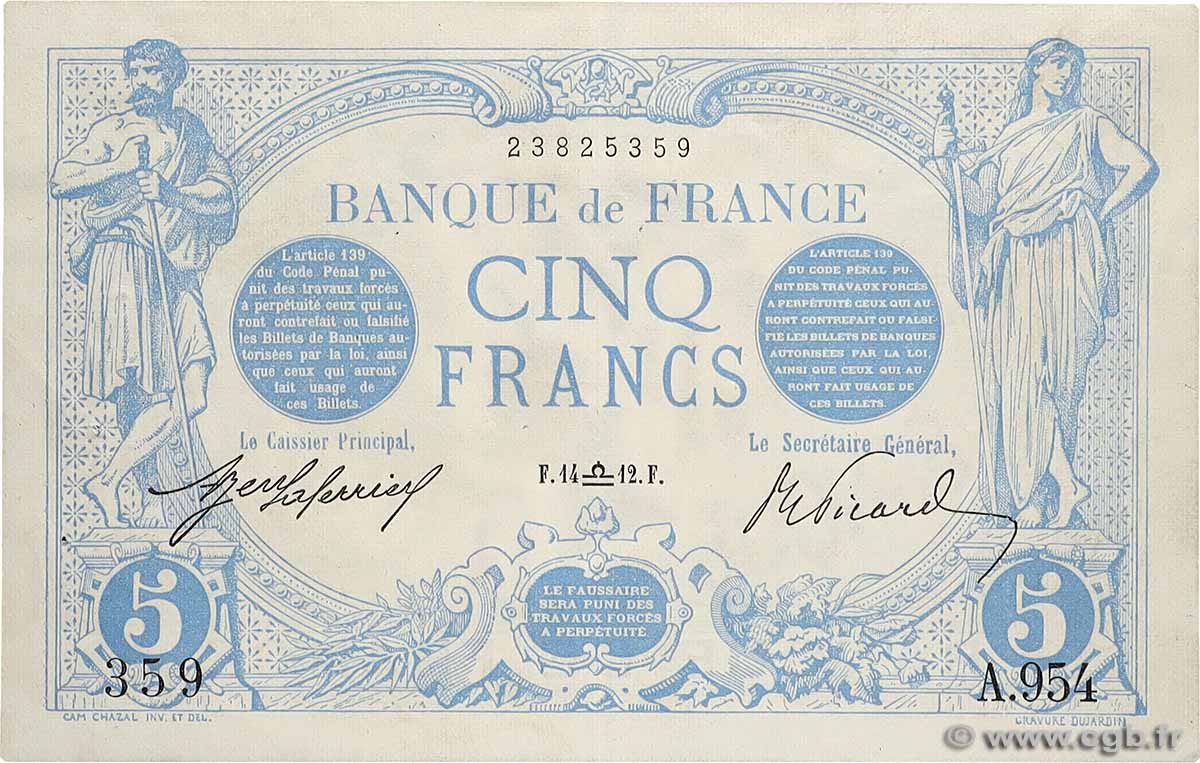 23825359
BANQUE de FRANCE
CINQ
FRANCS
L'article 139
du Code Pénal pu-
nit des travaux forcés
à perpétuité ceux qui au-
ront contrefait ou falsifié
les Billets de Banques au-
torisées par la loi, ainsi
que ceux qui auront
fait usage de
ces Billets.
L'ARTICLE 139
DU CODE PÉNAL PU-
NIT DES TRAVAUX FORCÉS
A PERPÉTUITÉ CEUX QUI AU-
RONT CONTREFAIT OU FALSI-
FIÉ LES BILLETS DE BANQUES
AUTORISÉES PAR LA LOI,
AINSI QUE CEUX QUI AU-
RONT FAIT USAGE DE
CES BILLETS.
Le Caissier Principal,
Le Secrétaire Général,
F.14 ♎ 12.F.
Picard
LE FAUSSAIRE
SERA PUNI DES
TRAVAUX FORCÉS
A PERPÉTUITÉ
5
5
359
A.954
CAM CHAZAL INV. ET DEL.
GRAVURE DUJARDIN
© www.cgb.fr